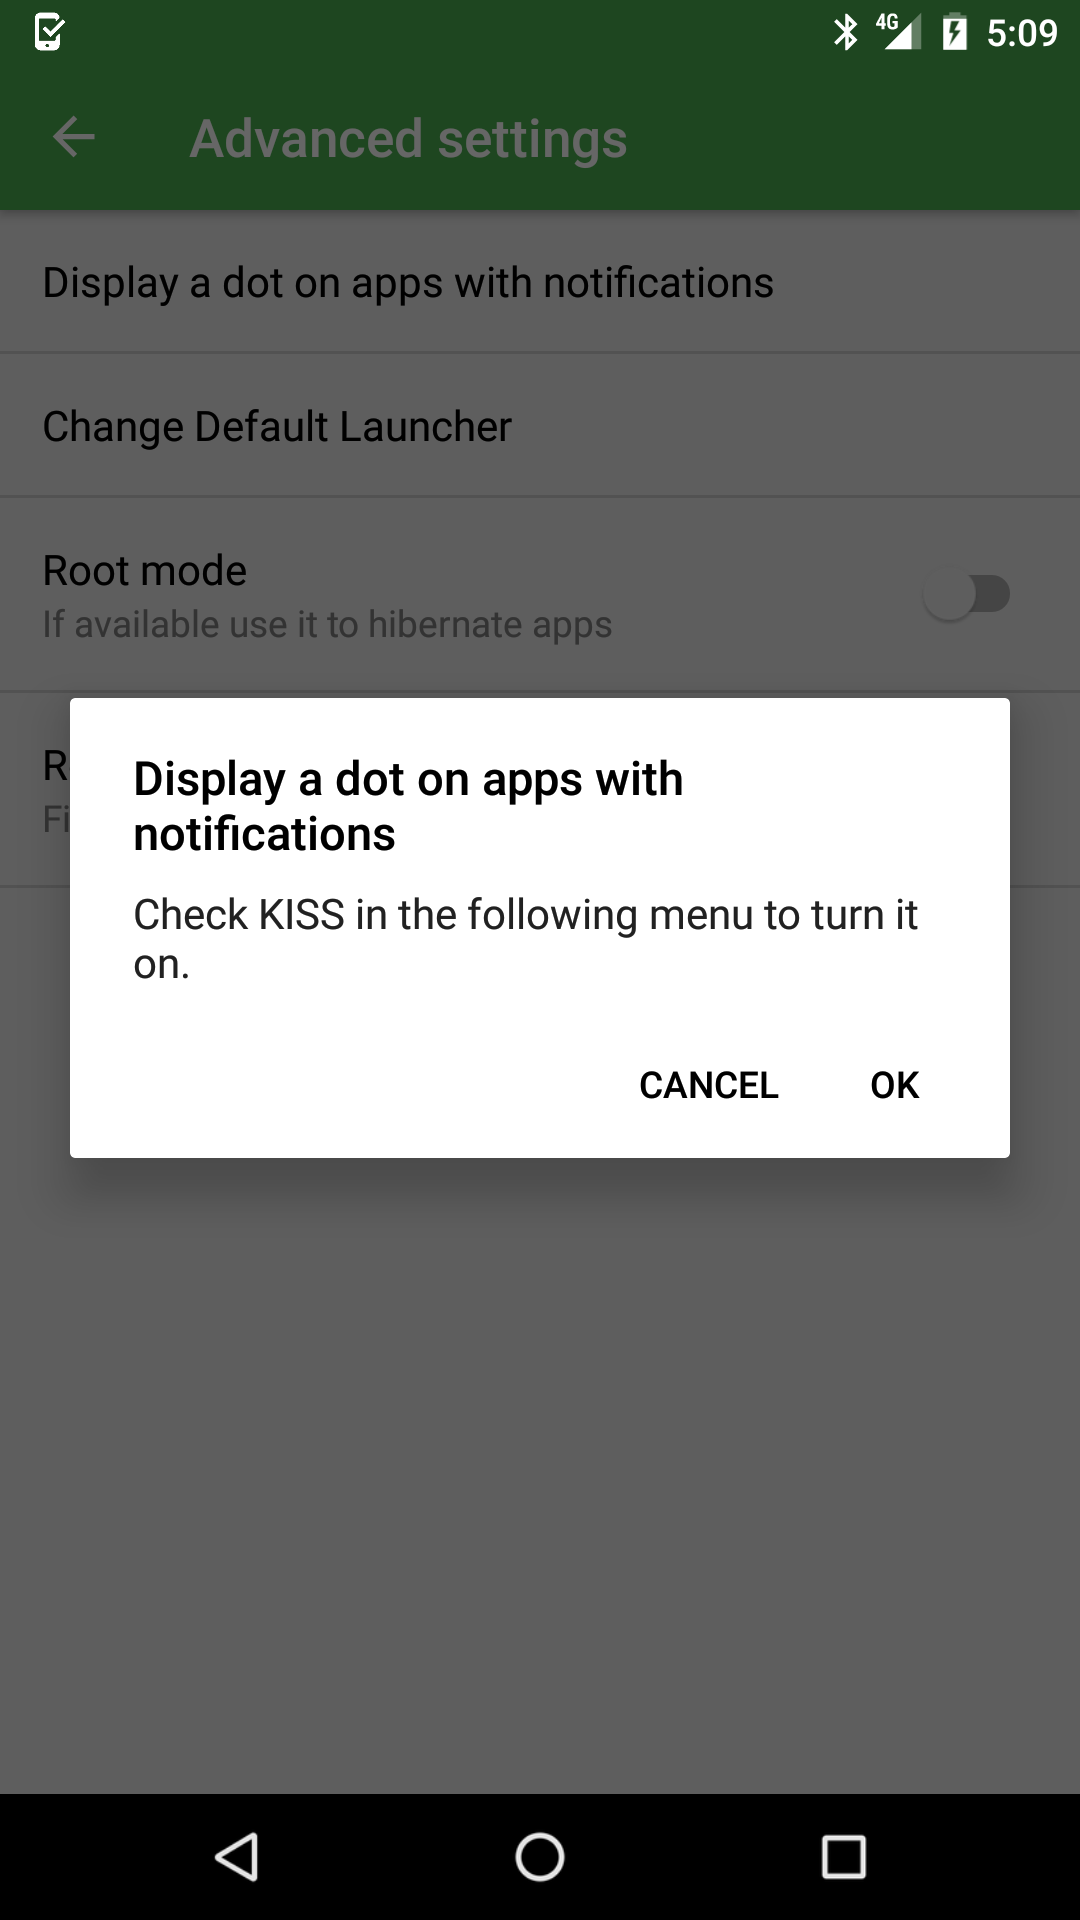 4G 5:09
Advanced settings
Display a dot on apps with notifications
Change Default Launcher
Root mode
If available use it to hibernate apps
Display a dot on apps with
notifications
Check KISS in the following menu to turn it
on.
CANCEL OK